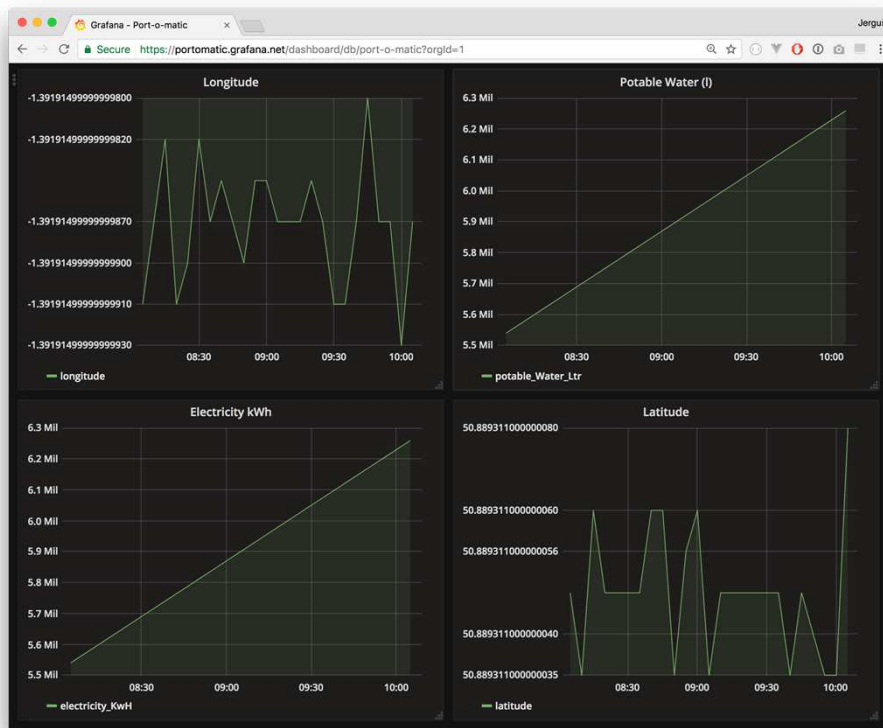 Grafana - Port-o-matic
Jergu
Secure https://portomatic.grafana.net/dashboard/db/port-o-matic?orgId=1
Longitude
-1.39191499999999800
-1.39191499999999820
-1.39191499999999870
-1.39191499999999900
-1.39191499999999910
-1.39191499999999930
08:30 09:00 09:30 10:00
longitude
Potable Water (l)
6.3 Mil
6.2 Mil
6.1 Mil
6.0 Mil
5.9 Mil
5.8 Mil
5.7 Mil
5.6 Mil
5.5 Mil
08:30 09:00 09:30 10:00
potable_Water_Ltr
Electricity kWh
6.3 Mil
6.2 Mil
6.1 Mil
6.0 Mil
5.9 Mil
5.8 Mil
5.7 Mil
5.6 Mil
5.5 Mil
08:30 09:00 09:30 10:00
electricity_KwH
Latitude
50.889311000000080
50.889311000000060
50.889311000000056
50.889311000000040
50.889311000000035
08:30 09:00 09:30 10:00
latitude